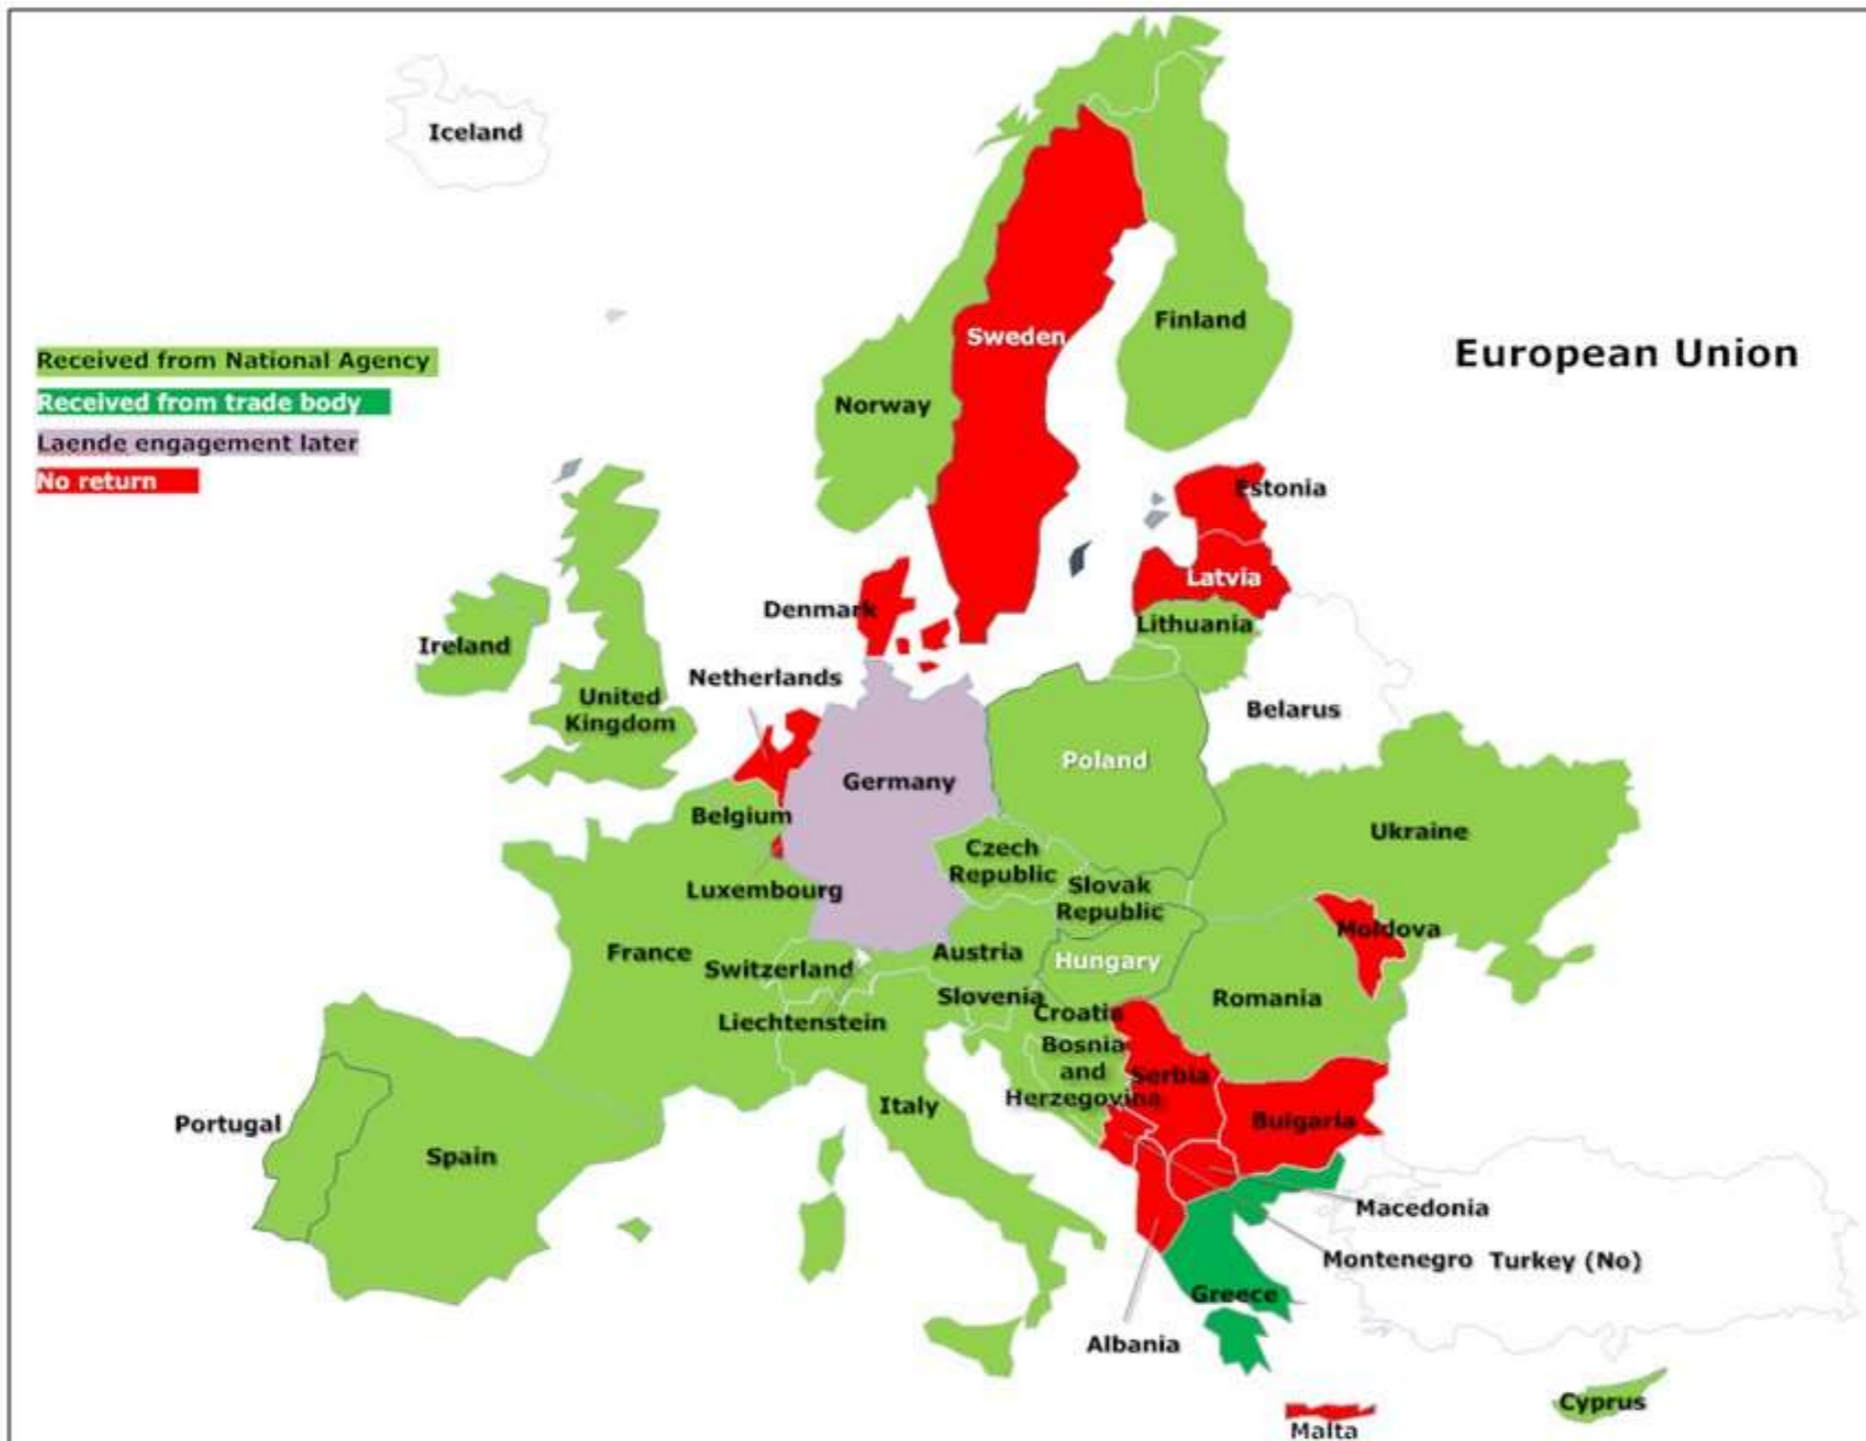 Iceland
European Union
Received from National Agency
Received from trade body
Laende engagement later
No return
Sweden
Finland
Norway
Estonia
Latvia
Lithuania
Denmark
Ireland
Netherlands
United
Kingdom
Belarus
Poland
Germany
Belgium
Ukraine
Czech
Republic
Slovak
Republic
Luxembourg
Moldova
France
Switzerland
Austria
Hungary
Slovenia
Romania
Croatia
Liechtenstein
Bosnia
and
Herzegovina
Serbia
Italy
Bulgaria
Portugal
Spain
Macedonia
Montenegro
Turkey (No)
Greece
Albania
Cyprus
Malta